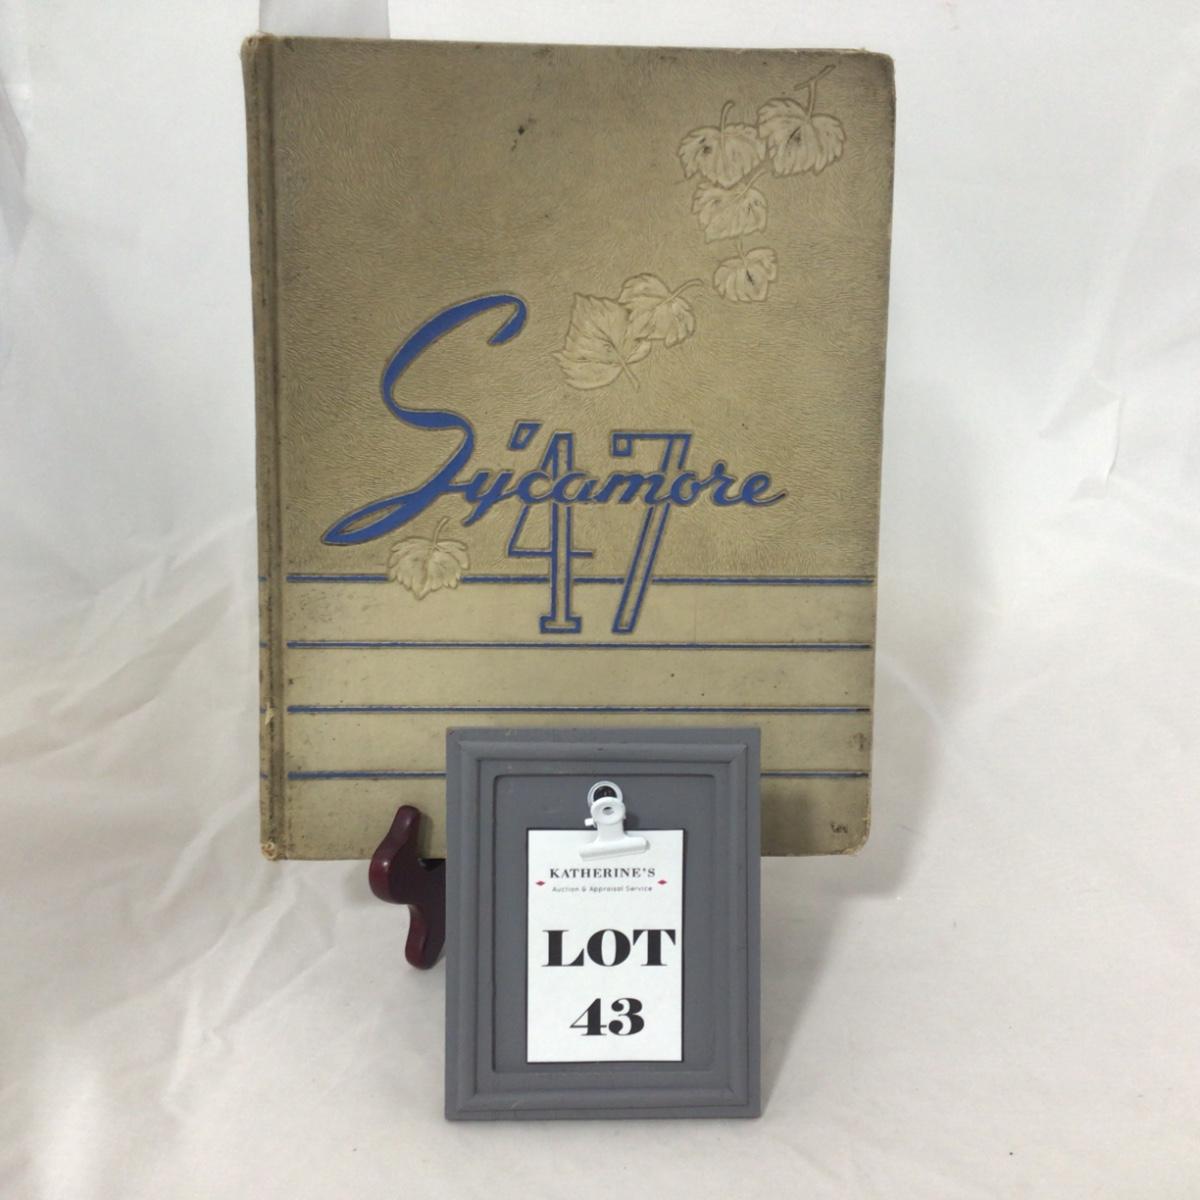 Sycamore
'47
KATHERINE'S
Auction & Appraisal Service
LOT
43